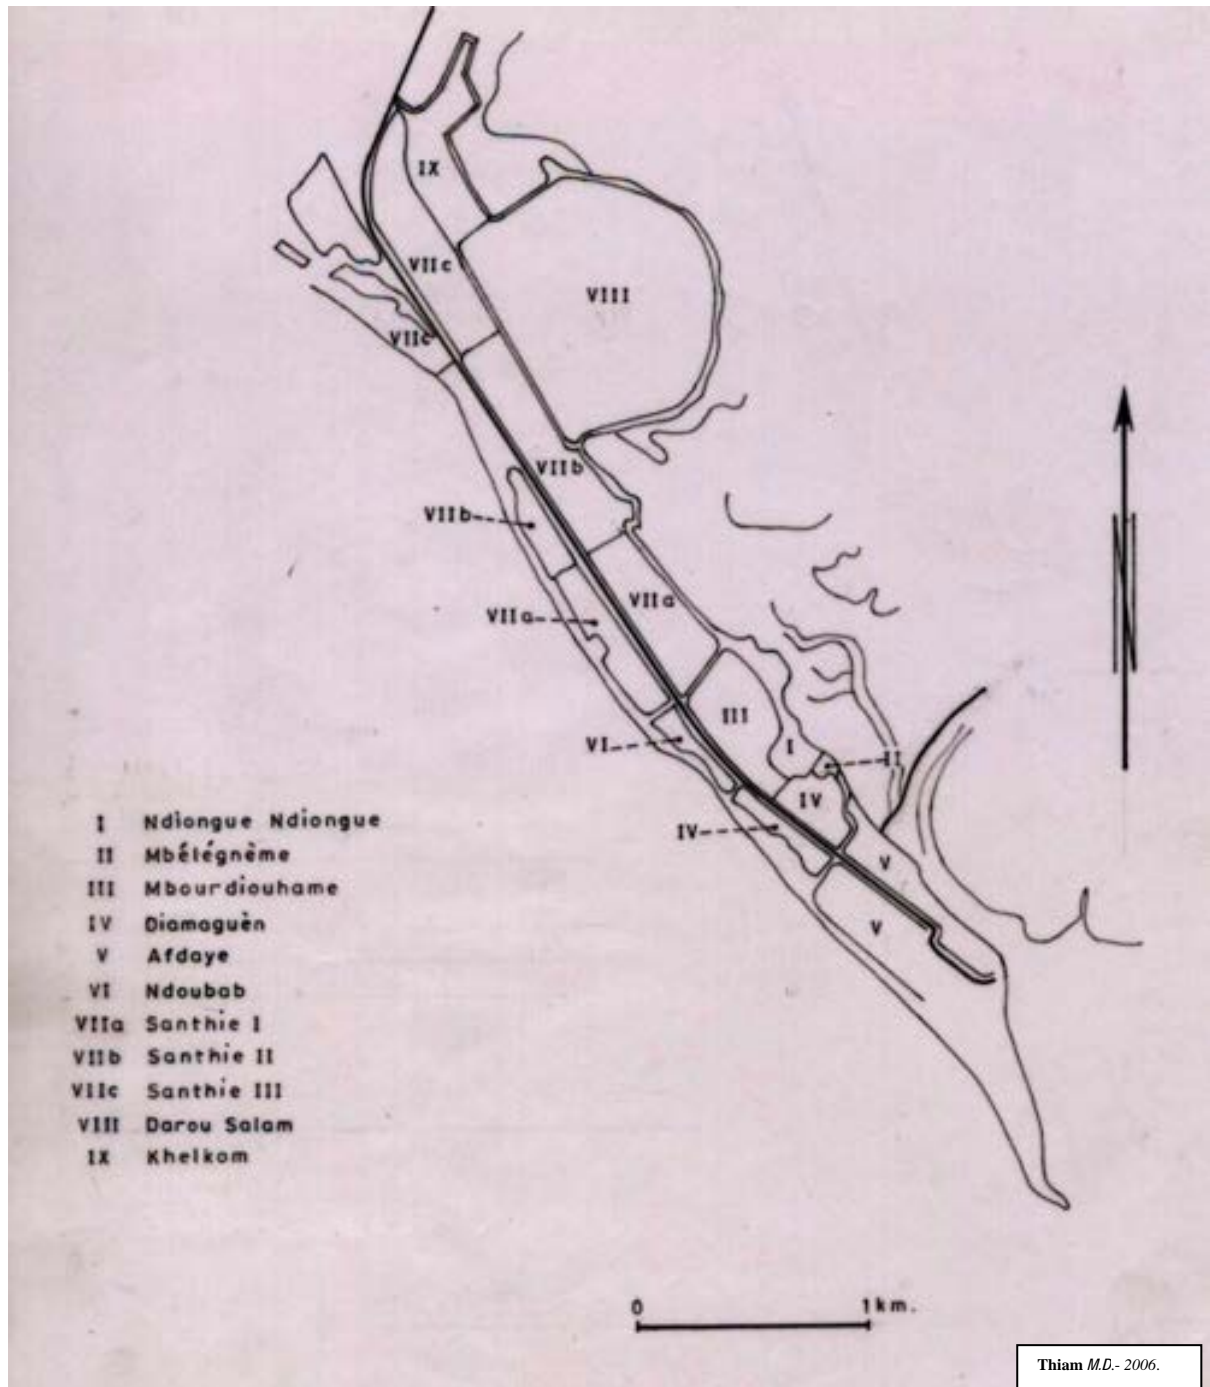 IX
VIIc
VIII
VIIc
VIIb
VIIb
VIIa
VIIa
III
VI
I
II
IV
IV
V
V
I Ndiongue Ndiongue
II Mbélégnème
III Mbourdiouhame
IV Diamaguèn
V Afdaye
VI Ndoubab
VIIa Santhie I
VIIb Santhie II
VIIc Santhie III
VIII Darou Salam
IX Khelkom
0 1km.
Thiam M.D.- 2006.